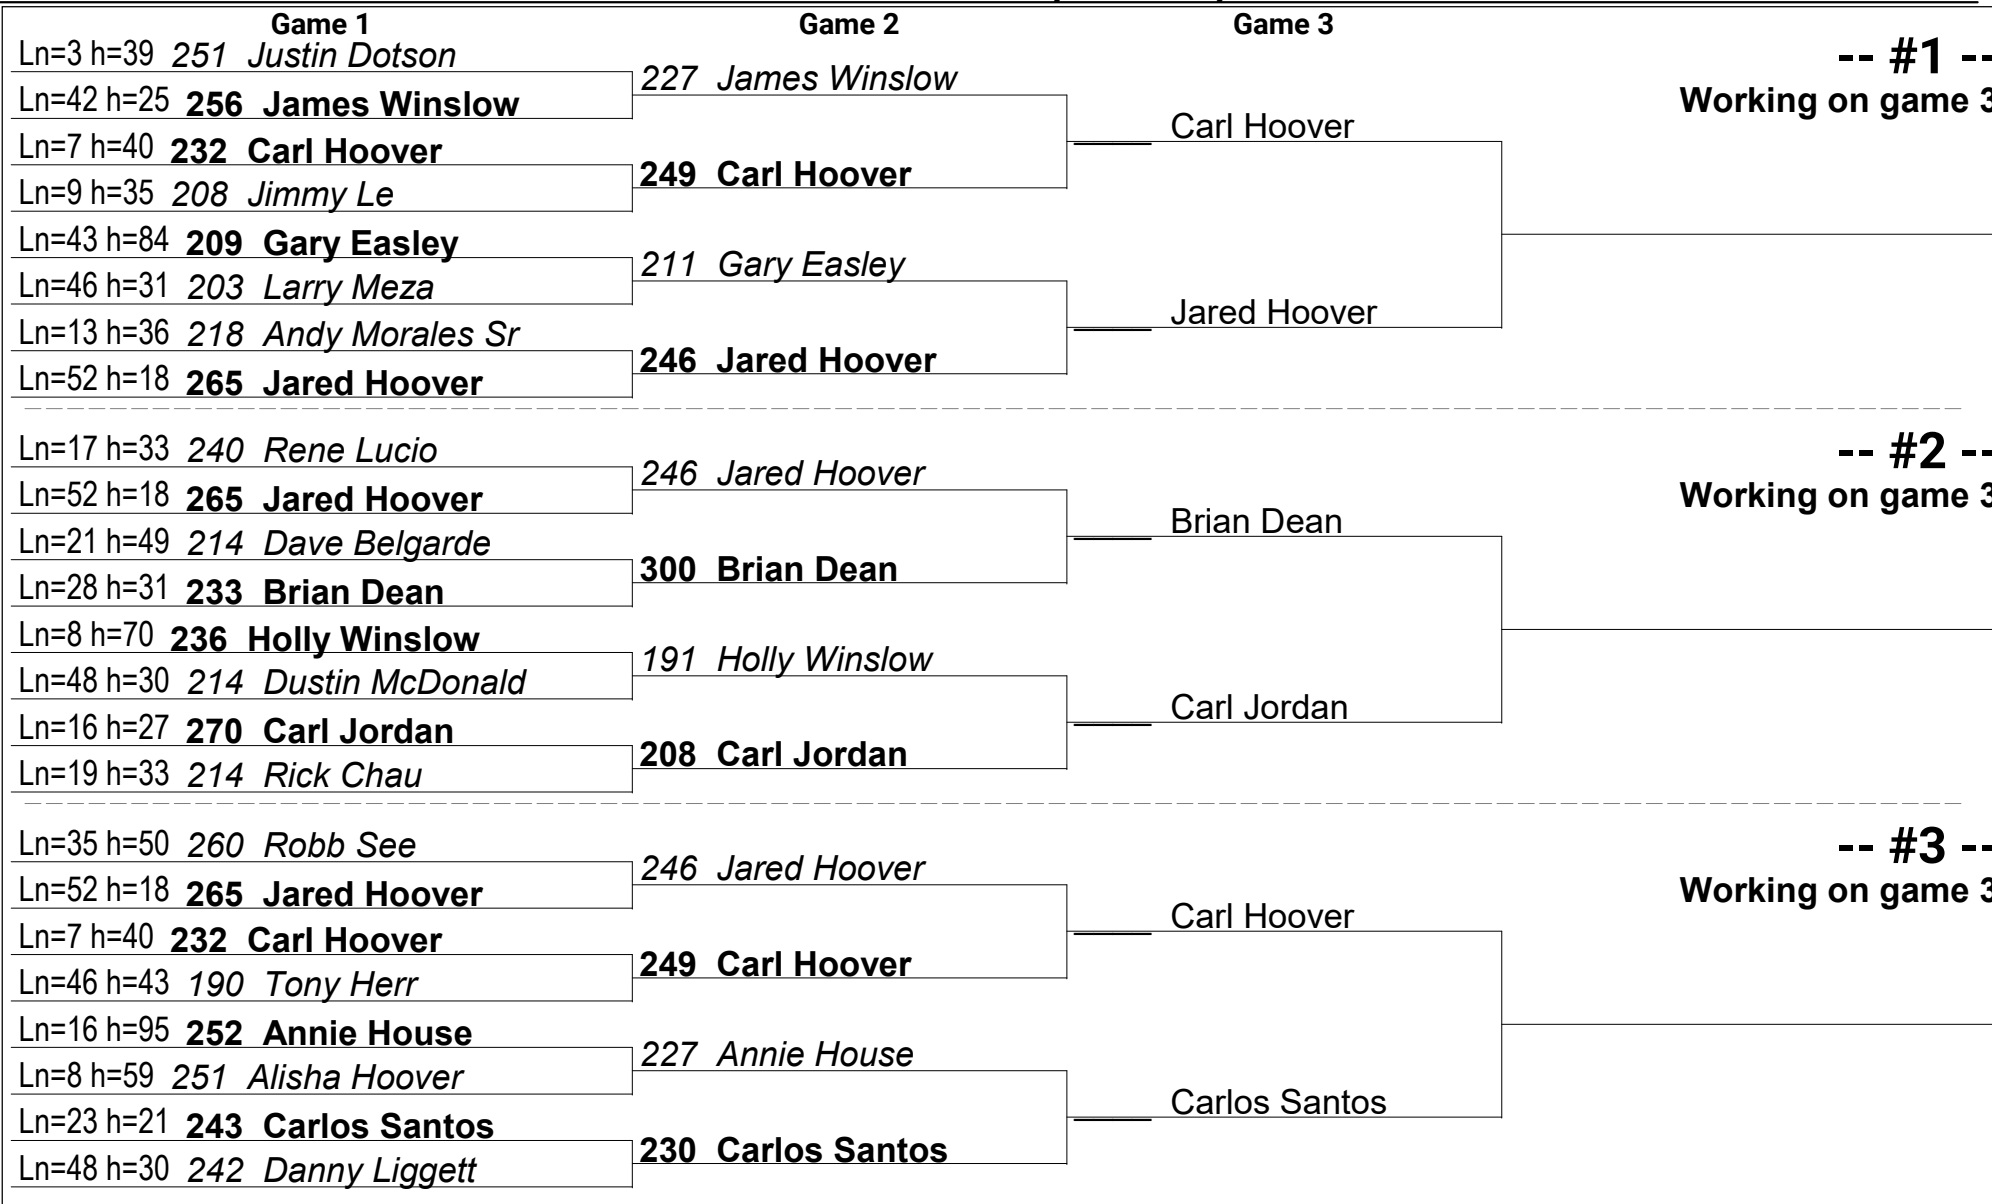 Game 1 Game 2 Game 3
Ln=3 h=39 251 Justin Dotson
227 James Winslow
-- #1 --
Ln=42 h=25 256 James Winslow
Working on game 3
Carl Hoover
Ln=7 h=40 232 Carl Hoover
249 Carl Hoover
Ln=9 h=35 208 Jimmy Le
Ln=43 h=84 209 Gary Easley
211 Gary Easley
Ln=46 h=31 203 Larry Meza
Jared Hoover
Ln=13 h=36 218 Andy Morales Sr
246 Jared Hoover
Ln=52 h=18 265 Jared Hoover
Ln=17 h=33 240 Rene Lucio
246 Jared Hoover
-- #2 --
Ln=52 h=18 265 Jared Hoover
Working on game 3
Brian Dean
Ln=21 h=49 214 Dave Belgarde
300 Brian Dean
Ln=28 h=31 233 Brian Dean
Ln=8 h=70 236 Holly Winslow
191 Holly Winslow
Ln=48 h=30 214 Dustin McDonald
Carl Jordan
Ln=16 h=27 270 Carl Jordan
208 Carl Jordan
Ln=19 h=33 214 Rick Chau
Ln=35 h=50 260 Robb See
246 Jared Hoover
-- #3 --
Ln=52 h=18 265 Jared Hoover
Working on game 3
Carl Hoover
Ln=7 h=40 232 Carl Hoover
249 Carl Hoover
Ln=46 h=43 190 Tony Herr
Ln=16 h=95 252 Annie House
227 Annie House
Ln=8 h=59 251 Alisha Hoover
Carlos Santos
Ln=23 h=21 243 Carlos Santos
230 Carlos Santos
Ln=48 h=30 242 Danny Liggett